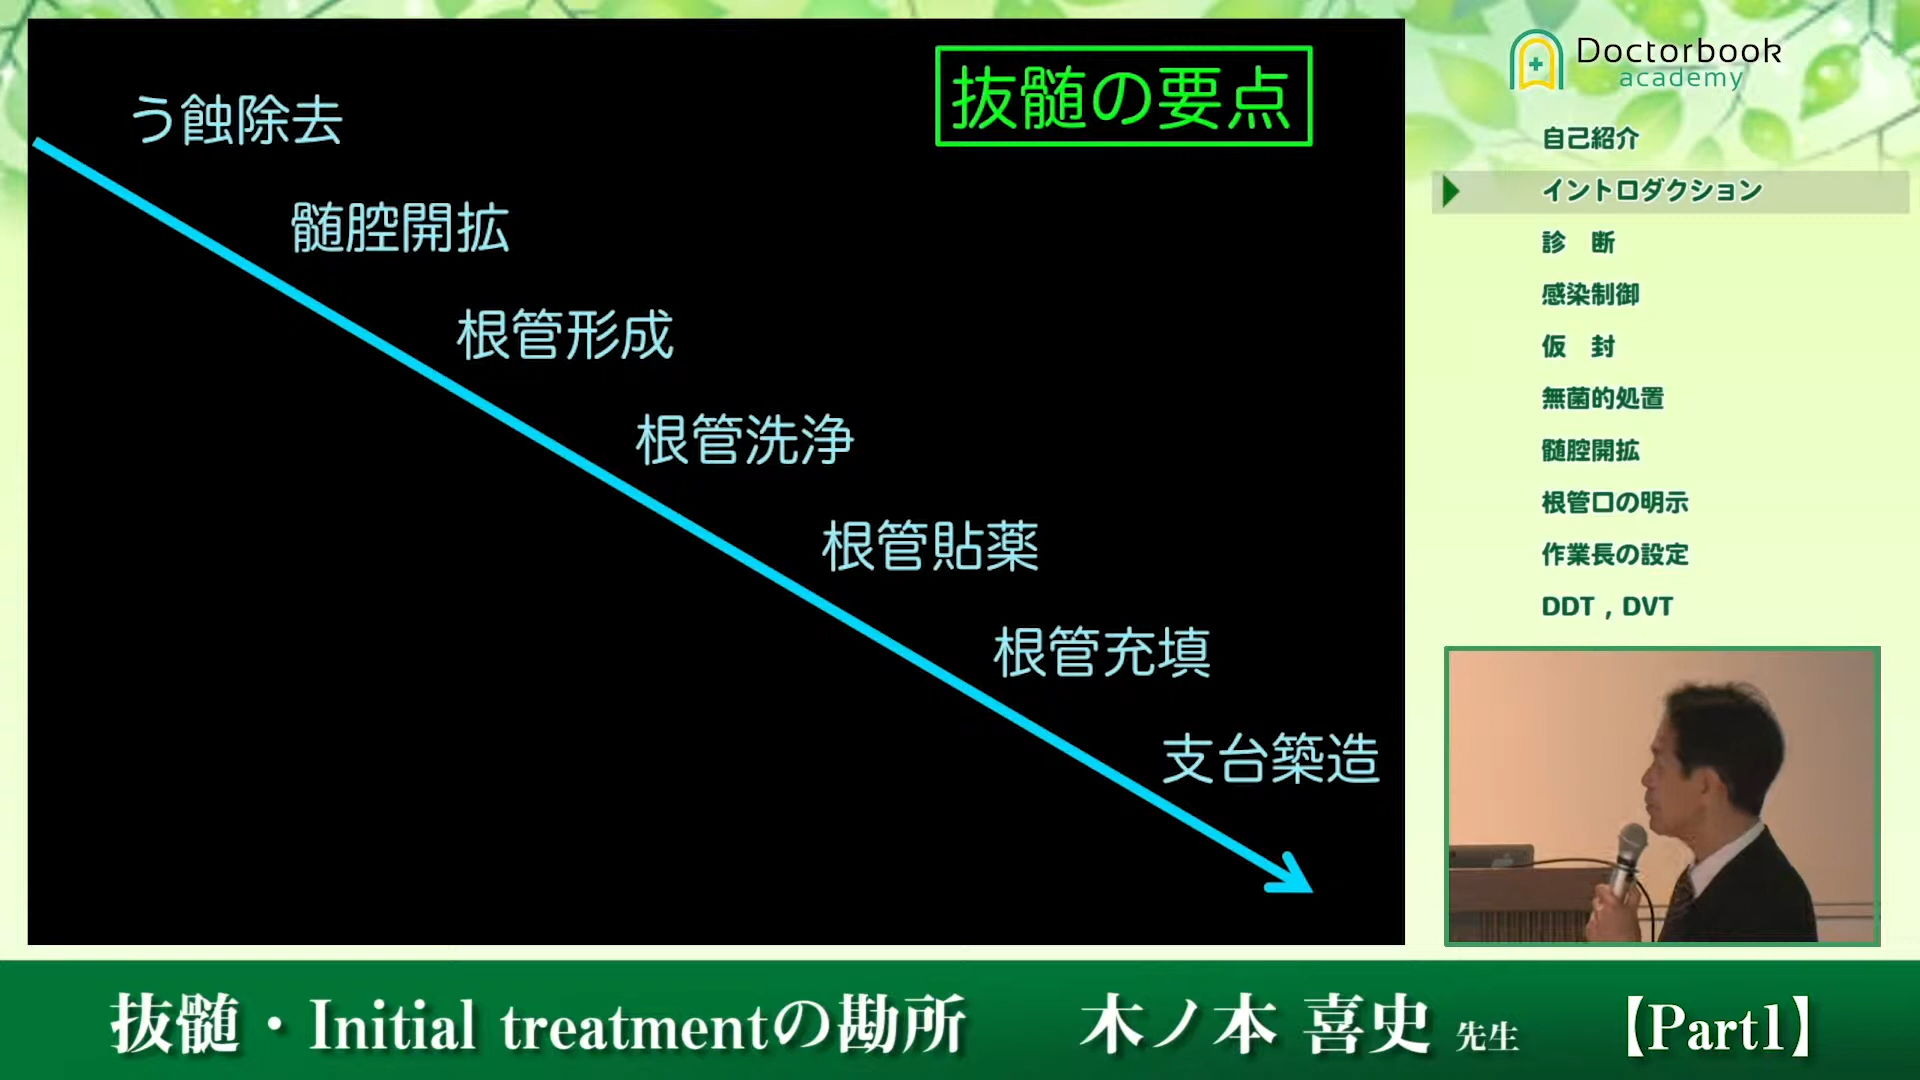 抜髄の要点
う蝕除去
髄腔開拡
根管形成
根管洗浄
根管貼薬
根管充填
支台築造
Doctorbook
academy
自己紹介
イントロダクション
診　断
感染制御
仮　封
無菌的処置
髄腔開拡
根管口の明示
作業長の設定
DDT , DVT
抜髄・Initial treatmentの勘所　木ノ本 喜史 先生　【Part1】